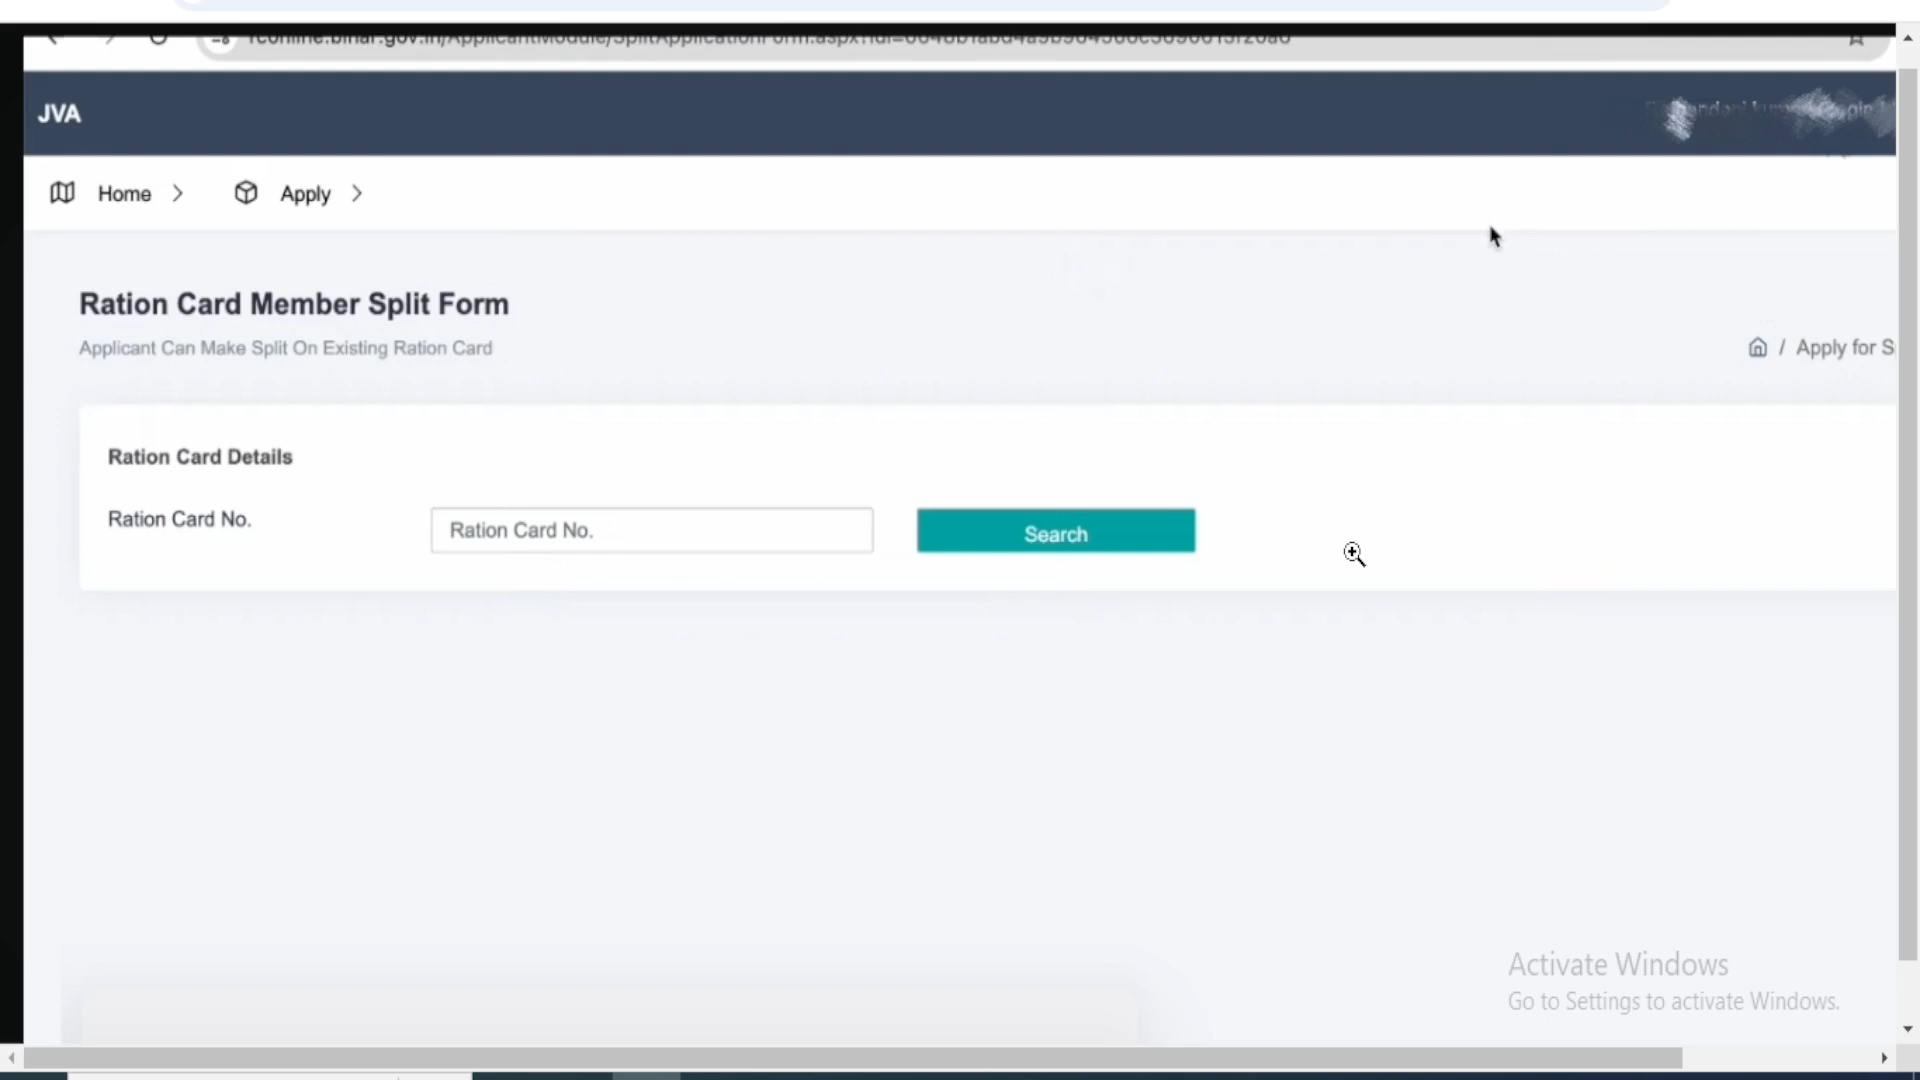 JVA
Home
Apply
Ration Card Member Split Form
Applicant Can Make Split On Existing Ration Card
/ Apply for S
Ration Card Details
Ration Card No.
Ration Card No.
Search
Activate Windows
Go to Settings to activate Windows.